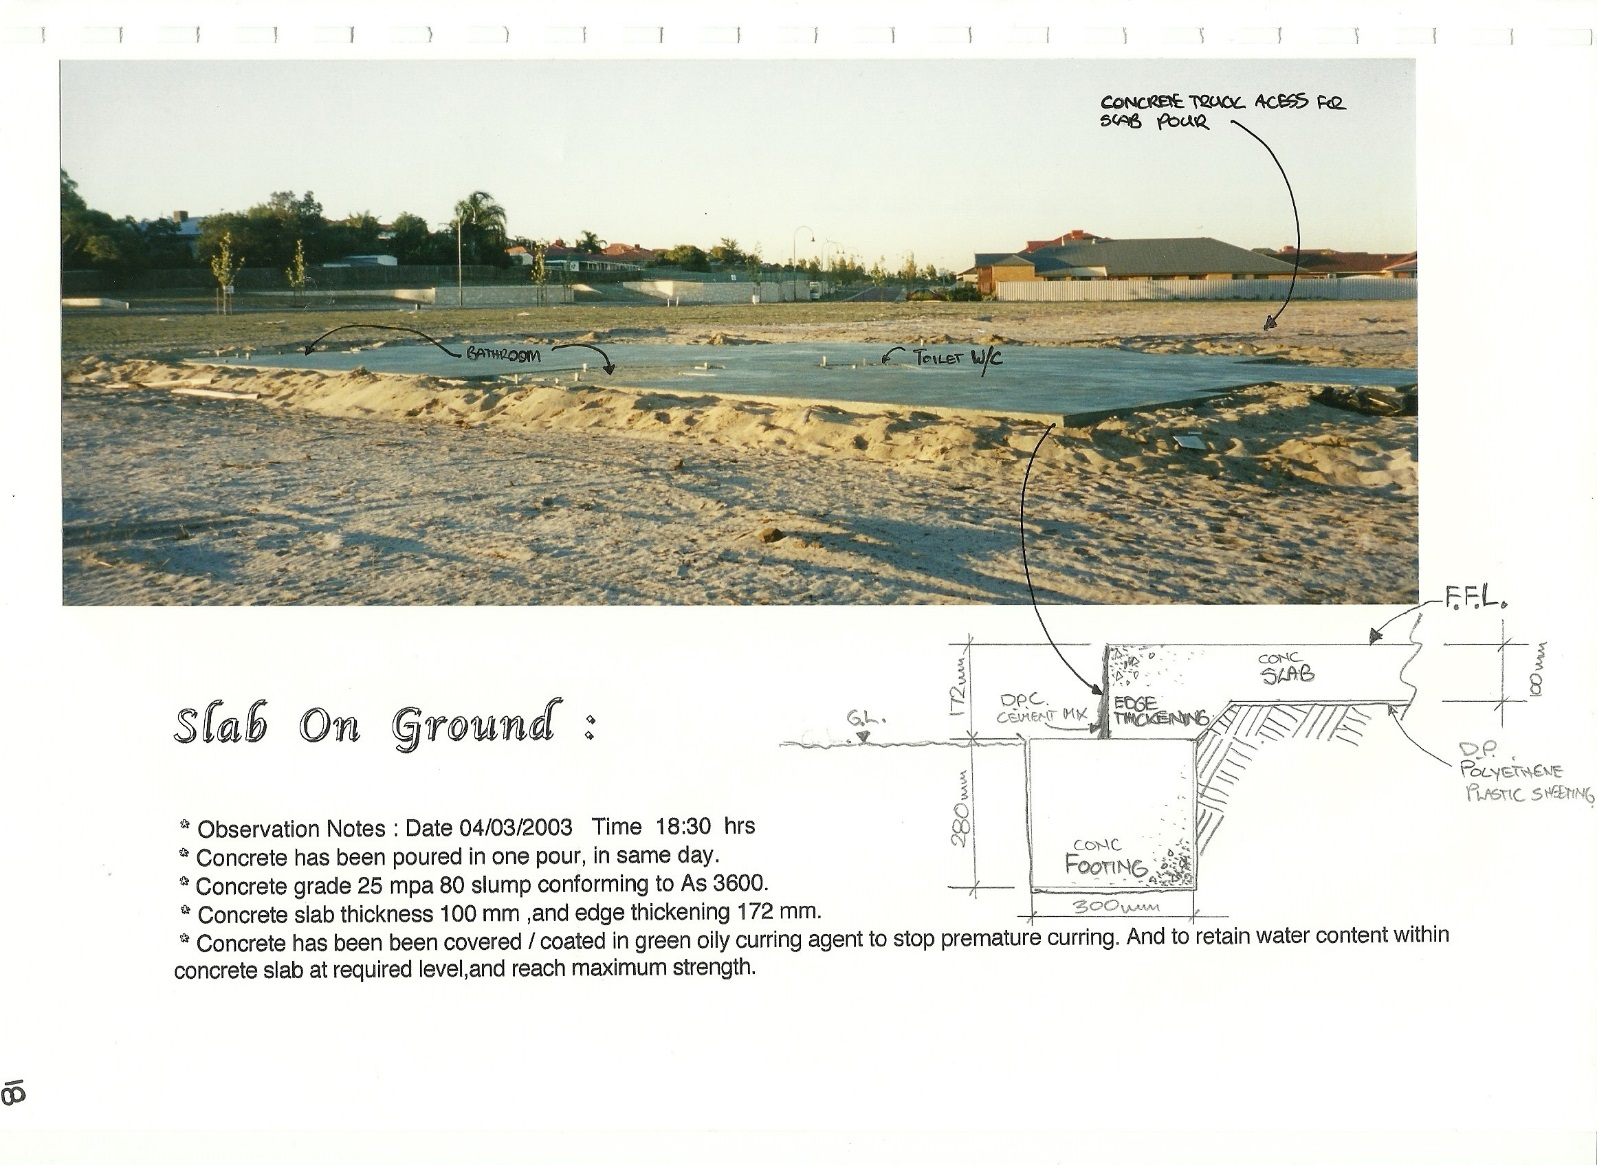 CONCRETE TRUCK ACESS FOR
SLAB POUR
BATHROOM
TOILET W/C
F.F.L.
172mm
100mm
CONC
SLAB
D.P.C.
CEMENT MIX
EDGE
THICKENING
G.L.
D.P.
POLYETHENE
PLASTIC SHEETING
280mm
CONC
FOOTING
300mm
Slab On Ground :
* Observation Notes : Date 04/03/2003 Time 18:30 hrs
* Concrete has been poured in one pour, in same day.
* Concrete grade 25 mpa 80 slump conforming to As 3600.
* Concrete slab thickness 100 mm ,and edge thickening 172 mm.
* Concrete has been been covered / coated in green oily curring agent to stop premature curring. And to retain water content within
concrete slab at required level,and reach maximum strength.
18